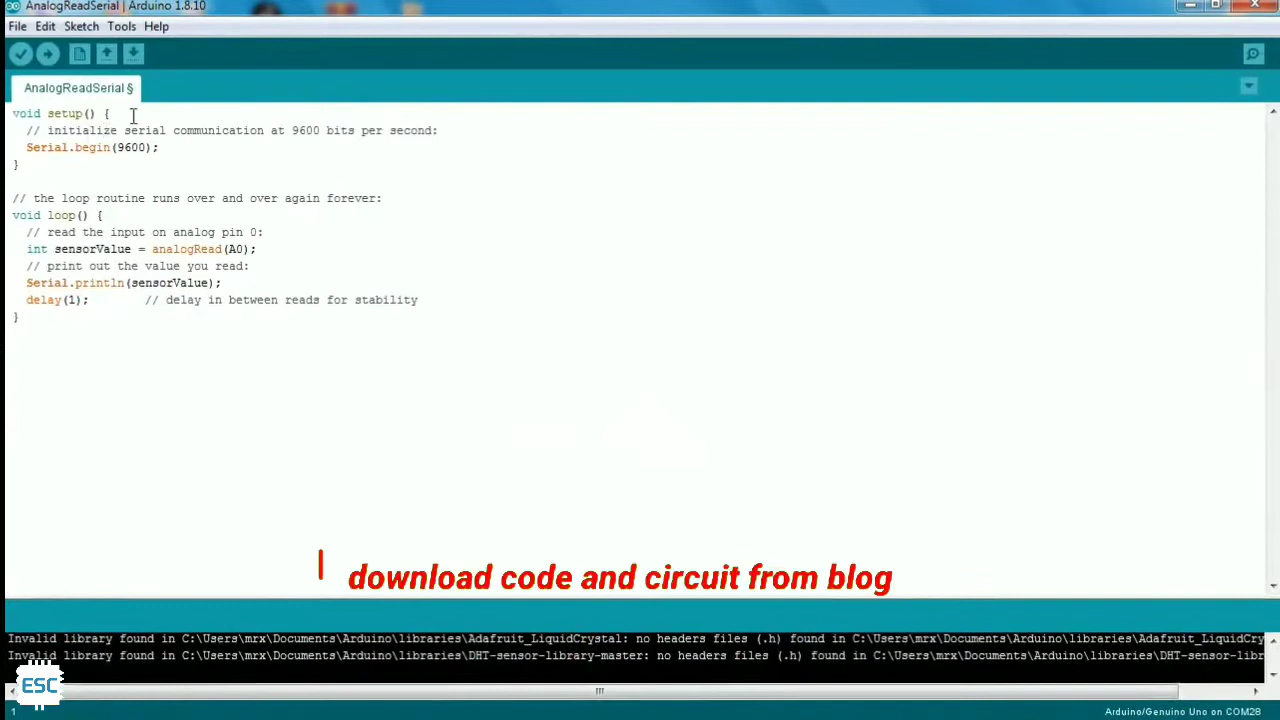 AnalogReadSerial | Arduino 1.8.10
File Edit Sketch Tools Help
AnalogReadSerial §
void setup() {
  // initialize serial communication at 9600 bits per second:
  Serial.begin(9600);
}
// the loop routine runs over and over again forever:
void loop() {
  // read the input on analog pin 0:
  int sensorValue = analogRead(A0);
  // print out the value you read:
  Serial.println(sensorValue);
  delay(1);        // delay in between reads for stability
}
download code and circuit from blog
Invalid library found in C:\Users\mrx\Documents\Arduino\libraries\Adafruit_LiquidCrystal: no headers files (.h) found in C:\Users\mrx\Documents\Arduino\libraries\Adafruit_LiquidCry
Invalid library found in C:\Users\mrx\Documents\Arduino\libraries\DHT-sensor-library-master: no headers files (.h) found in C:\Users\mrx\Documents\Arduino\libraries\DHT-sensor-libr
ESC
1
Arduino/Genuino Uno on COM28